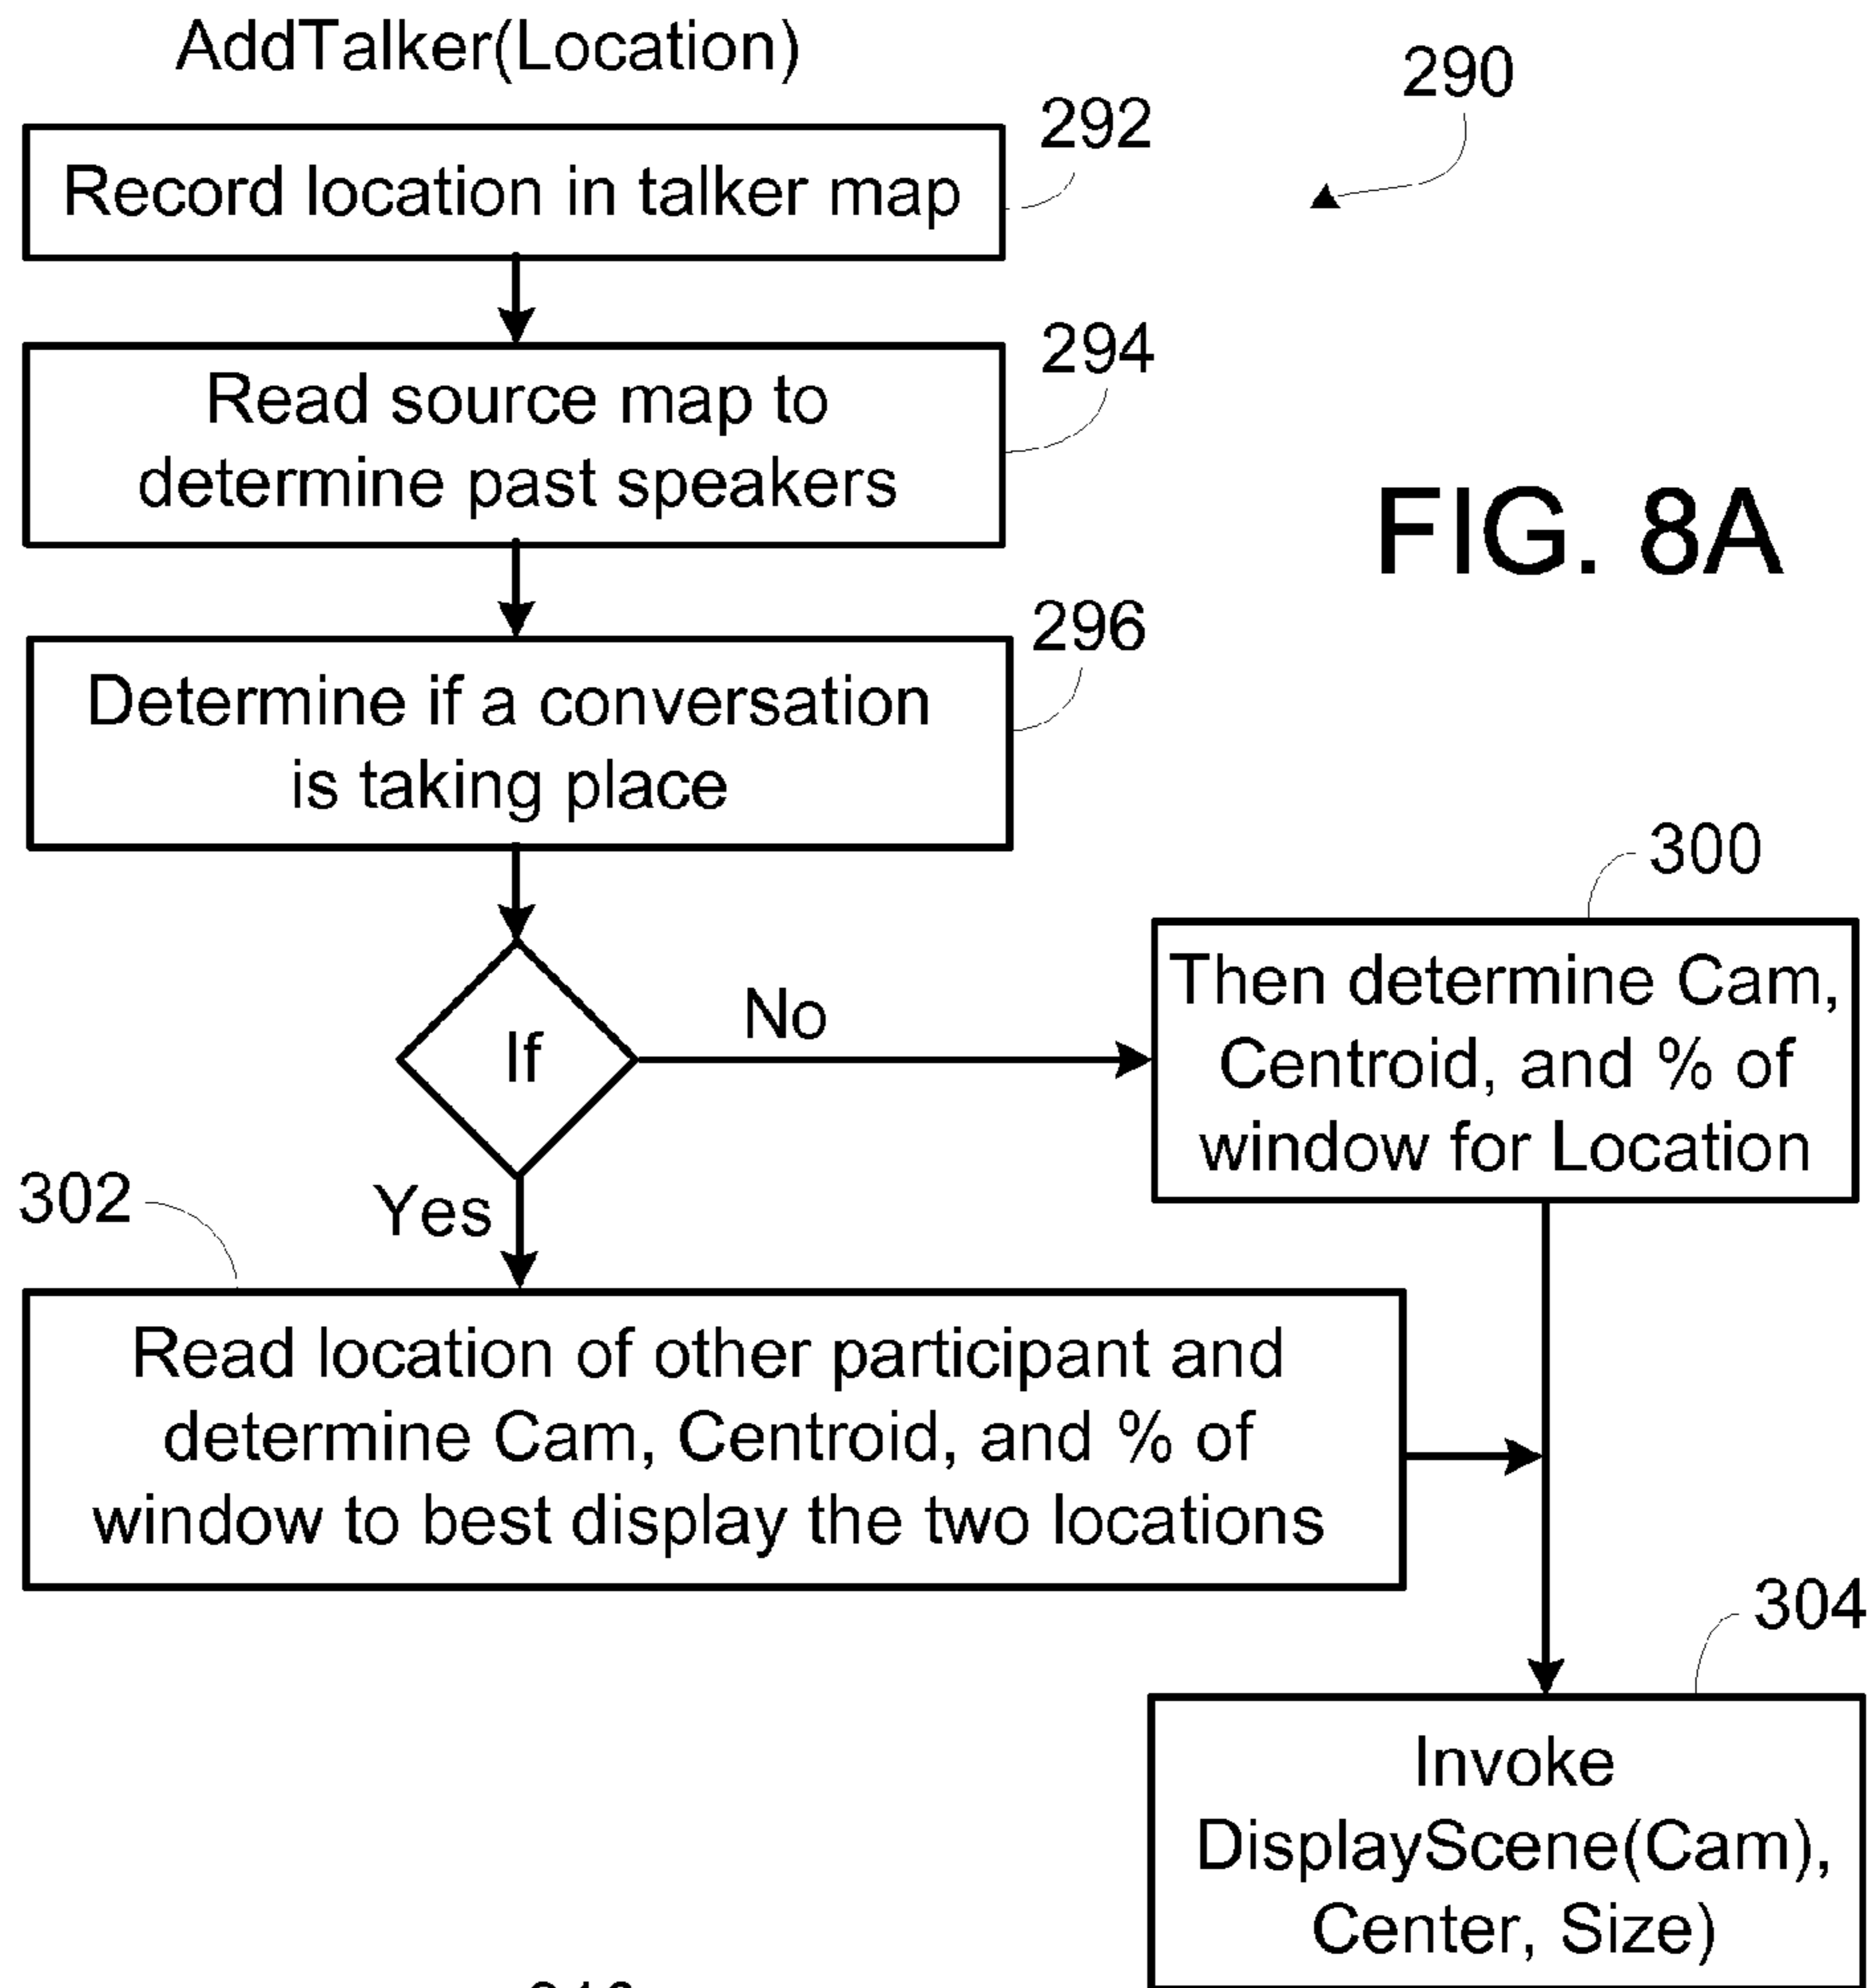 AddTalker(Location)
290
292
Record location in talker map
294
Read source map to
determine past speakers
FIG. 8A
296
Determine if a conversation
is taking place
300
Then determine Cam,
Centroid, and % of
window for Location
No
If
302
Yes
Read location of other participant and
determine Cam, Centroid, and % of
window to best display the two locations
304
Invoke
DisplayScene(Cam),
Center, Size)